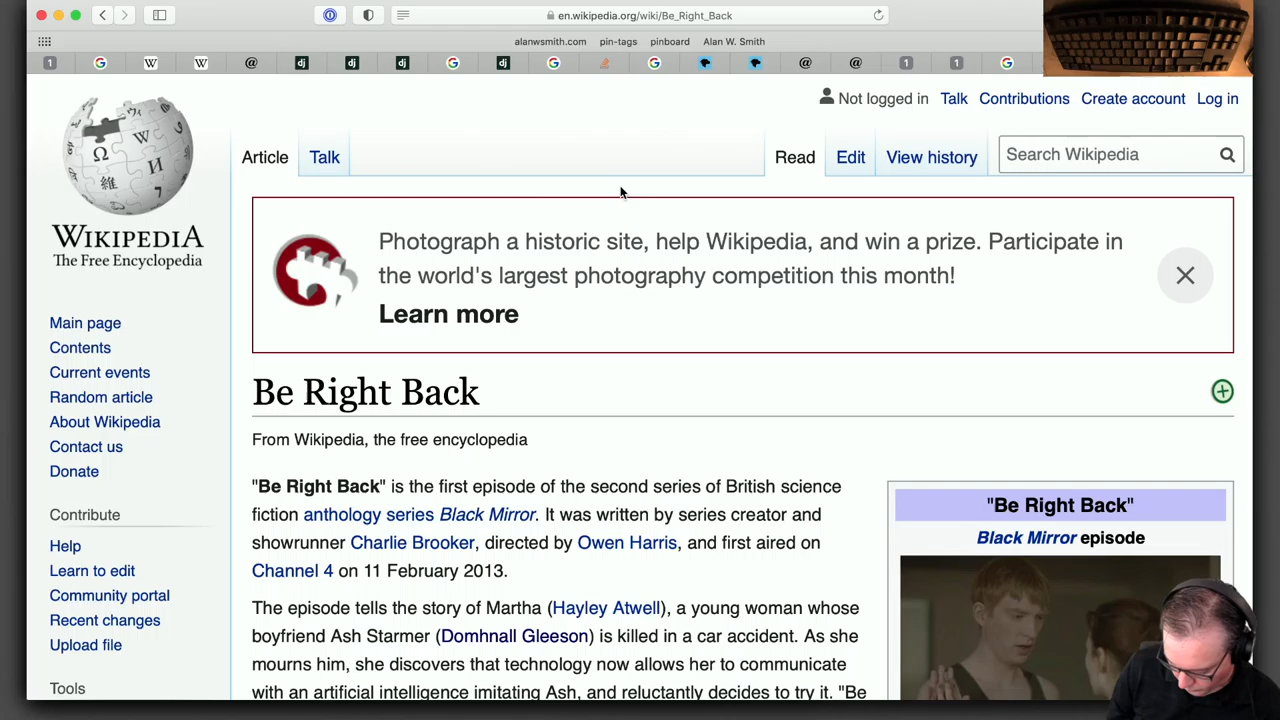 en.wikipedia.org/wiki/Be_Right_Back
alanwsmith.com pin-tags pinboard Alan W. Smith
Not logged in Talk Contributions Create account Log in
Article Talk Read Edit View history Search Wikipedia
WIKIPEDIA
The Free Encyclopedia
Photograph a historic site, help Wikipedia, and win a prize. Participate in
the world's largest photography competition this month!
Learn more
Main page
Contents
Current events
Random article
About Wikipedia
Contact us
Donate
Contribute
Help
Learn to edit
Community portal
Recent changes
Upload file
Tools
Be Right Back
From Wikipedia, the free encyclopedia
"Be Right Back" is the first episode of the second series of British science
fiction anthology series Black Mirror. It was written by series creator and
showrunner Charlie Brooker, directed by Owen Harris, and first aired on
Channel 4 on 11 February 2013.
The episode tells the story of Martha (Hayley Atwell), a young woman whose
boyfriend Ash Starmer (Domhnall Gleeson) is killed in a car accident. As she
mourns him, she discovers that technology now allows her to communicate
with an artificial intelligence imitating Ash, and reluctantly decides to try it. "Be
"Be Right Back"
Black Mirror episode